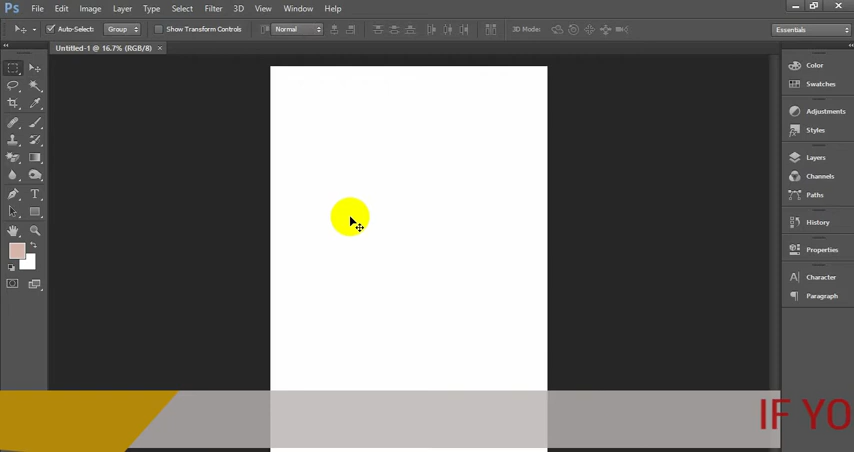 Ps File Edit Image Layer Type Select Filter 3D View Window Help
Auto-Select: Group Show Transform Controls Normal 3D Mode: Essentials
Untitled-1 @ 16.7% (RGB/8) ×
Color
Swatches
Adjustments
Styles
Layers
Channels
Paths
History
Properties
Character
Paragraph
IF YO